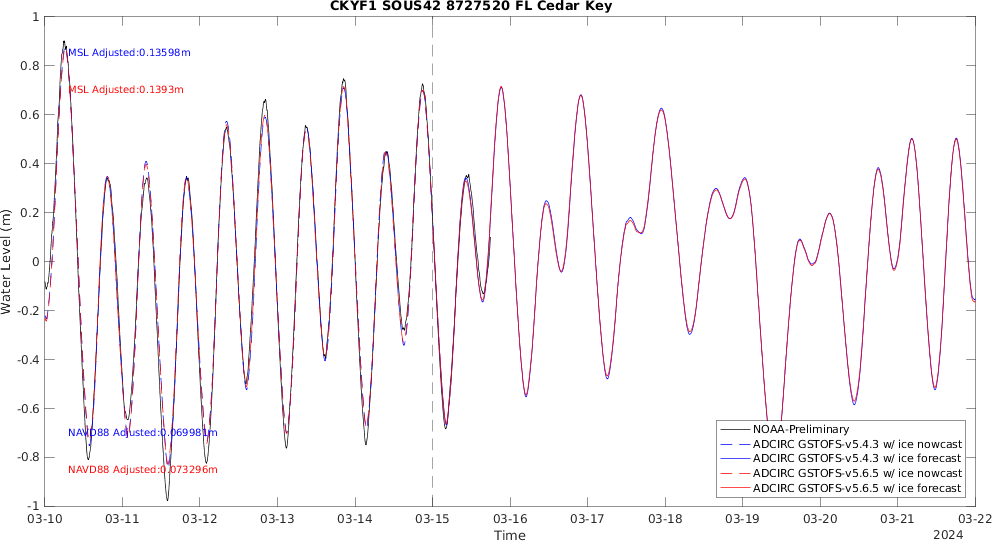 CKYF1 SOUS42 8727520 FL Cedar Key
1
0.8
0.6
0.4
0.2
0
-0.2
-0.4
-0.6
-0.8
-1
Water Level (m)
MSL Adjusted:0.13598m
MSL Adjusted:0.1393m
NAVD88 Adjusted:0.069981m
NAVD88 Adjusted:0.073296m
NOAA-Preliminary
ADCIRC GSTOFS-v5.4.3 w/ ice nowcast
ADCIRC GSTOFS-v5.4.3 w/ ice forecast
ADCIRC GSTOFS-v5.6.5 w/ ice nowcast
ADCIRC GSTOFS-v5.6.5 w/ ice forecast
03-10 03-11 03-12 03-13 03-14 03-15 03-16 03-17 03-18 03-19 03-20 03-21 03-22
Time
2024